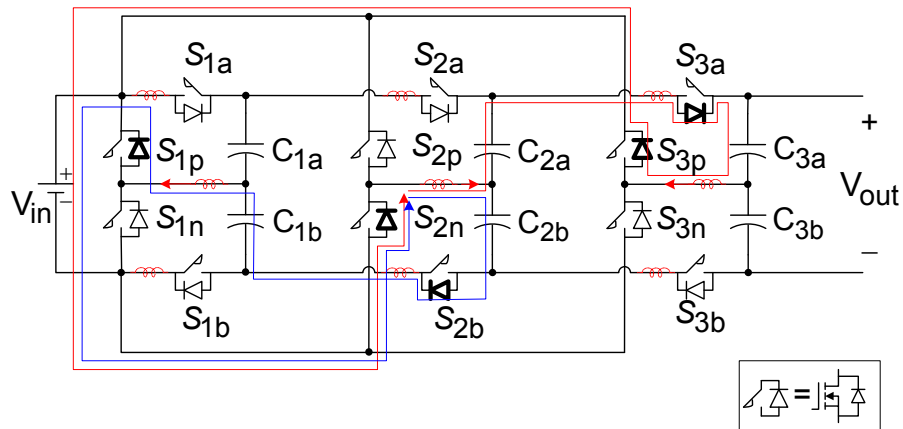 S1a
S2a
S3a
S1p
C1a
S2p
C2a
S3p
C3a
+
+
Vin
−
Vout
S1n
C1b
S2n
C2b
S3n
C3b
−
S1b
S2b
S3b
=